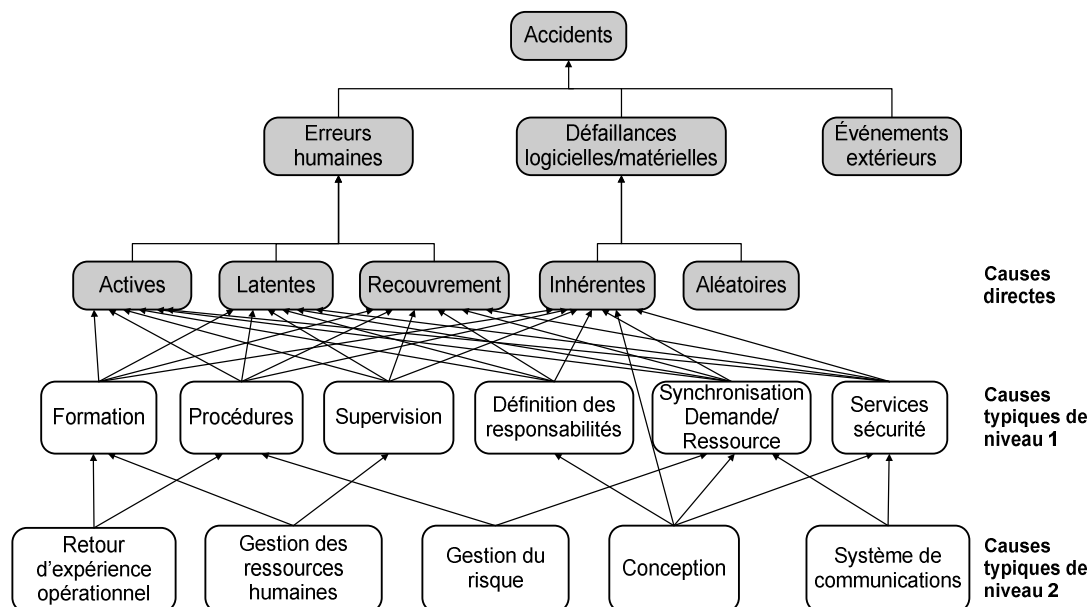 Accidents
Erreurs
humaines
Défaillances
logicielles/matérielles
Événements
extérieurs
Actives
Latentes
Recouvrement
Inhérentes
Aléatoires
Causes
directes
Formation
Procédures
Supervision
Définition des
responsabilités
Synchronisation
Demande/
Ressource
Services
sécurité
Causes
typiques de
niveau 1
Retour
d'expérience
opérationnel
Gestion des
ressources
humaines
Gestion du
risque
Conception
Système de
communications
Causes
typiques de
niveau 2